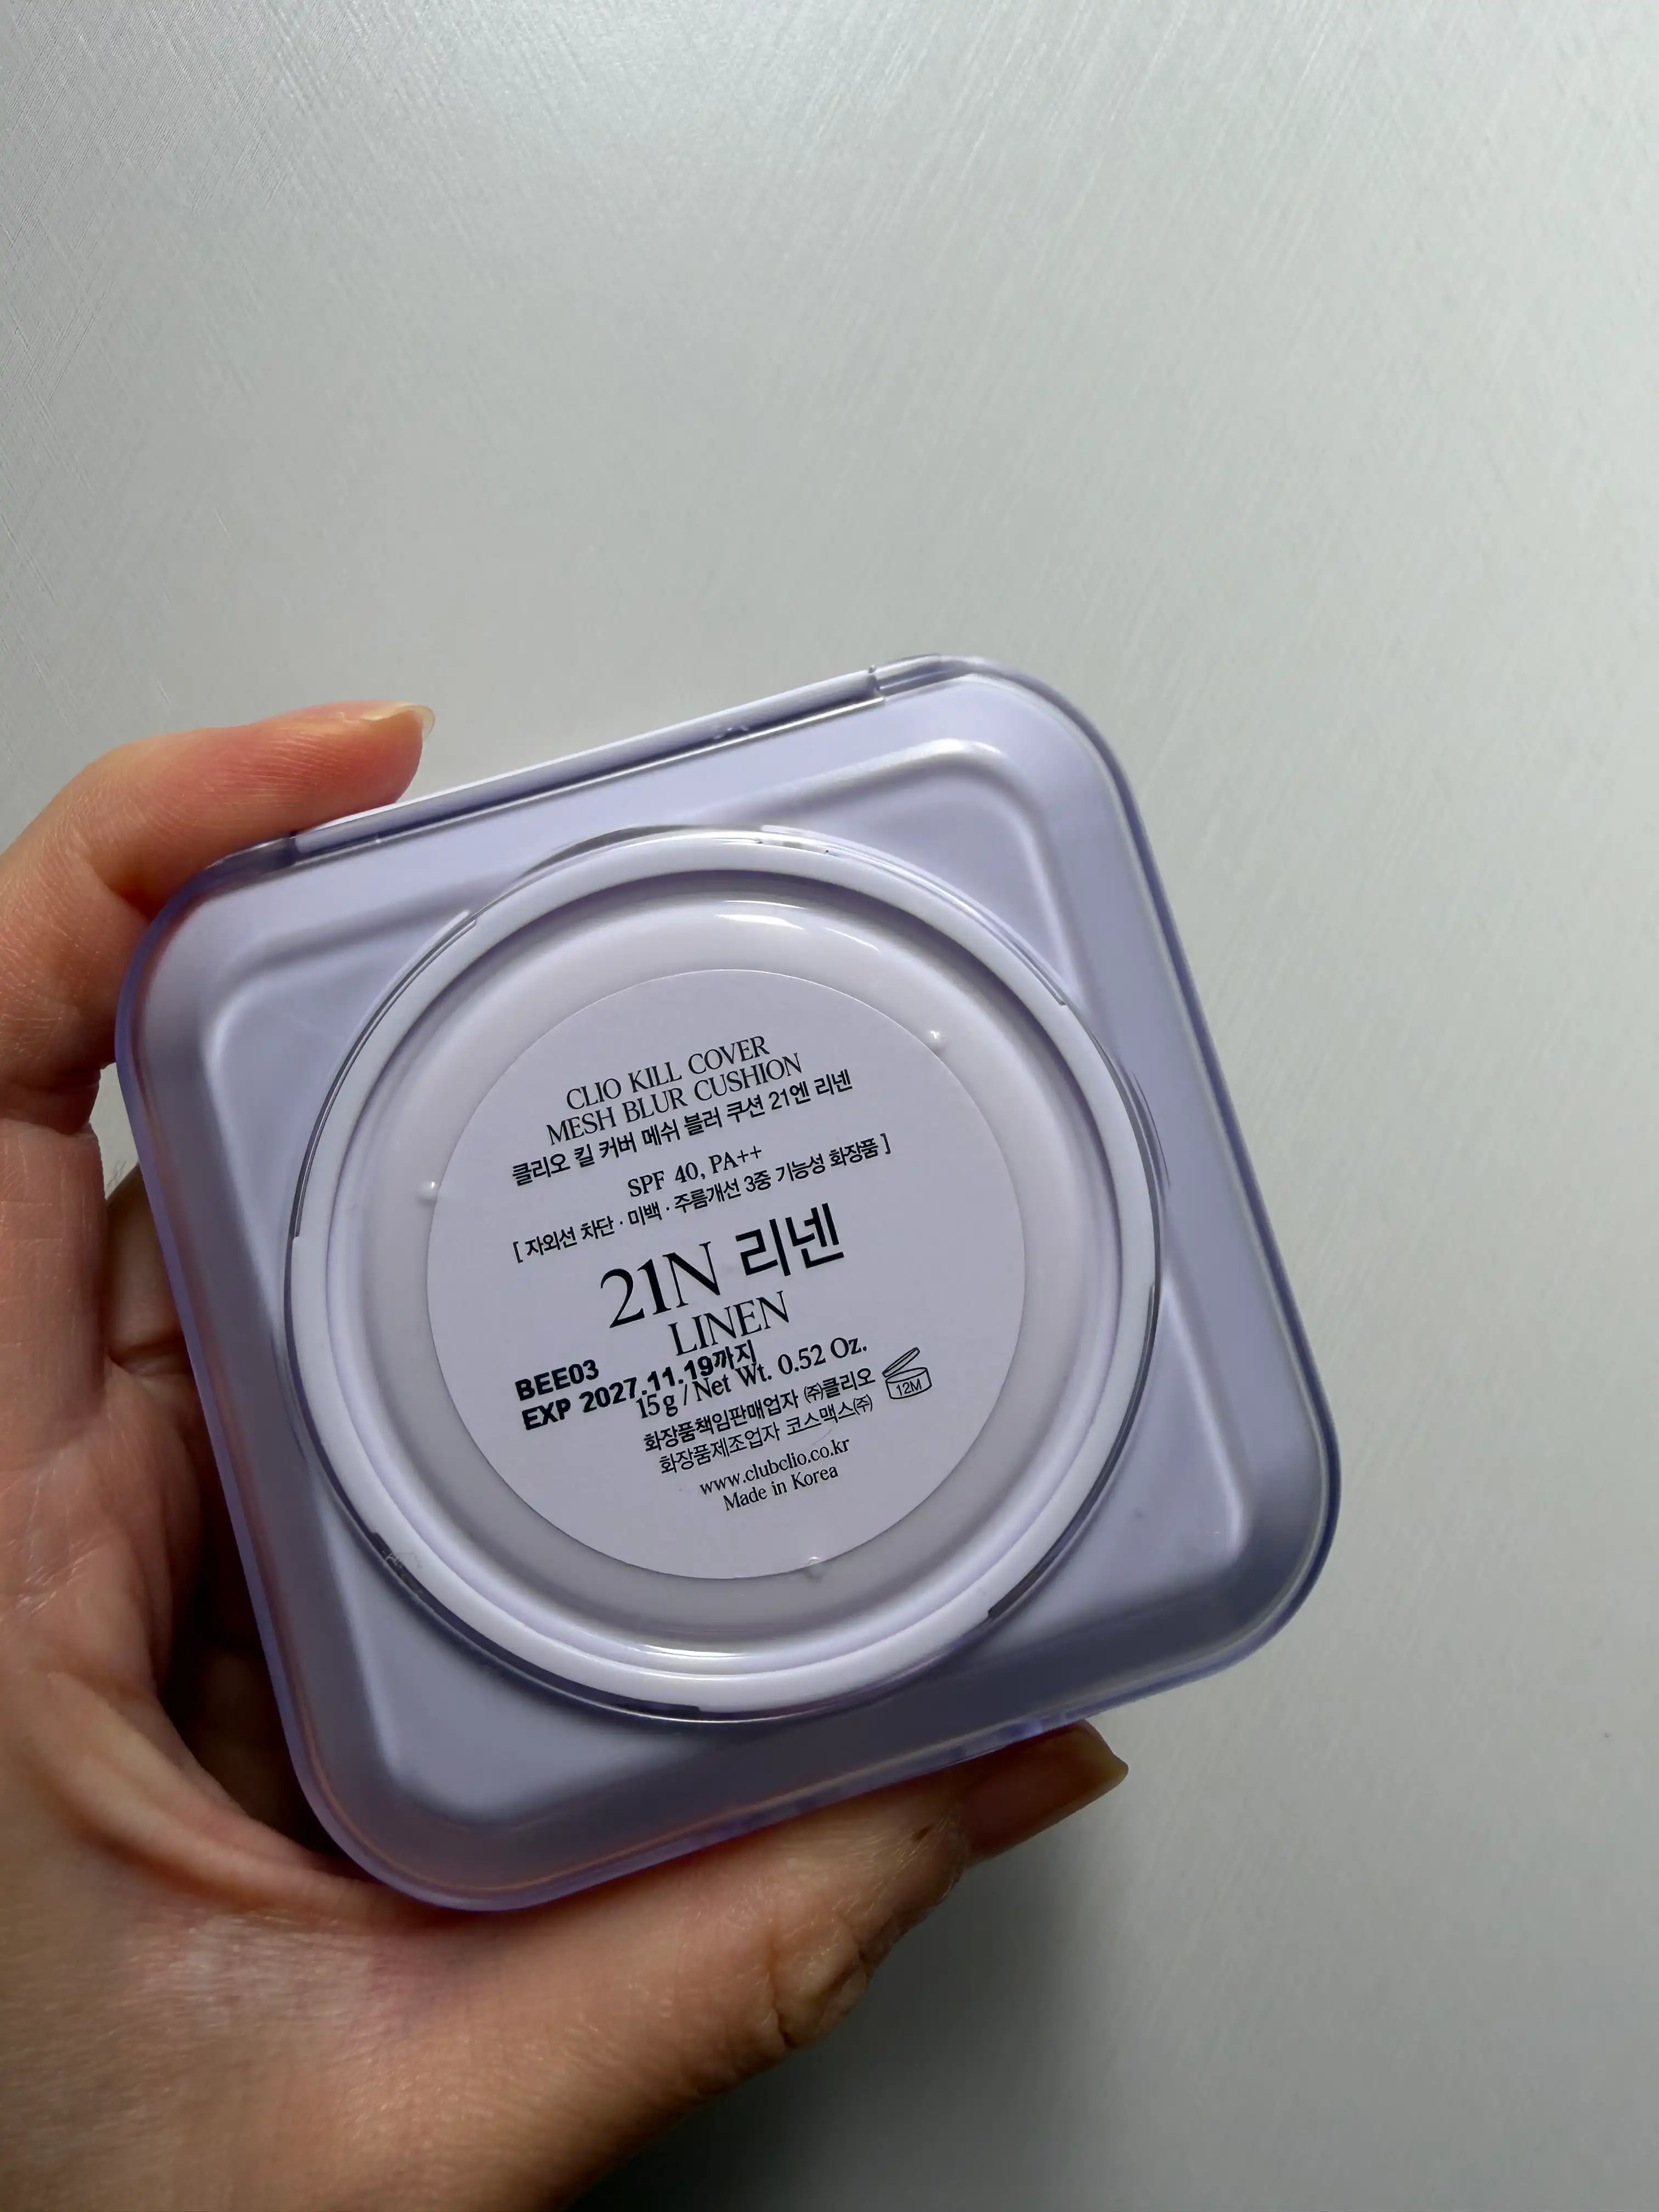 CLIO KILL COVER
MESH BLUR CUSHION
클리오 킬 커버 메쉬 블러 쿠션 21엔 리넨
SPF 40, PA++
[ 자외선 차단 · 미백 · 주름개선 3중 기능성 화장품 ]
21N 리넨
LINEN
BEE03
EXP 2027.11.19까지
15g / Net Wt. 0.52 Oz.
화장품책임판매업자 ㈜클리오
화장품제조업자 코스맥스㈜
12M
www.clubclio.co.kr
Made in Korea